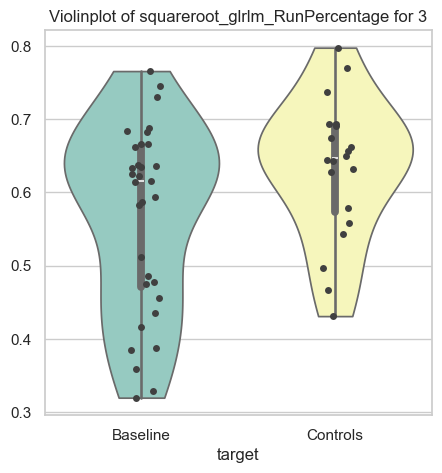 Violinplot of squareroot_glrlm_RunPercentage for 3
0.8
0.7
0.6
0.5
0.4
0.3
Baseline
Controls
target